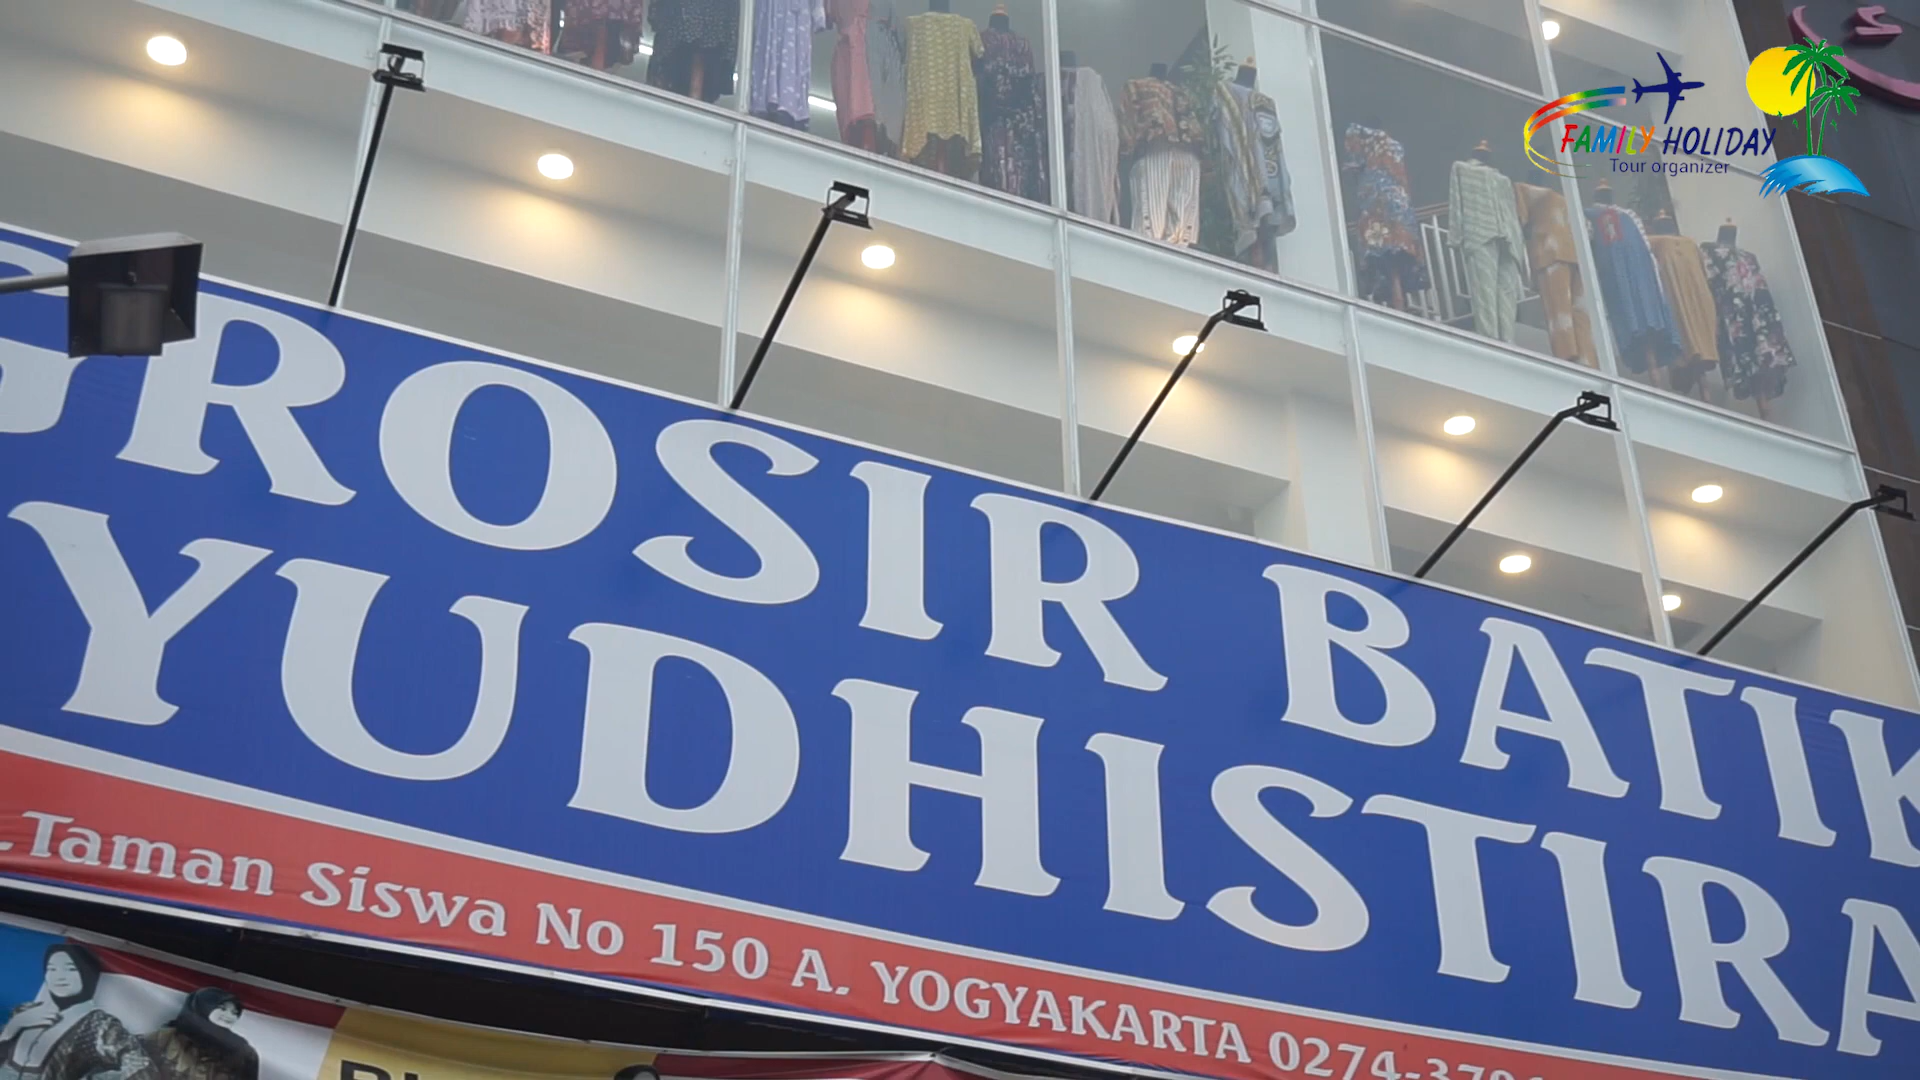 FAMILY HOLIDAY
Tour organizer
GROSIR BATIK
YUDHISTIRA
.Taman Siswa No 150 A. YOGYAKARTA